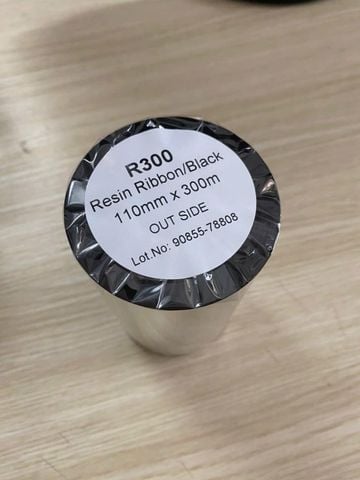 R300
Resin Ribbon/Black
110mm x 300m
OUT SIDE
Lot.No: 90855-78808